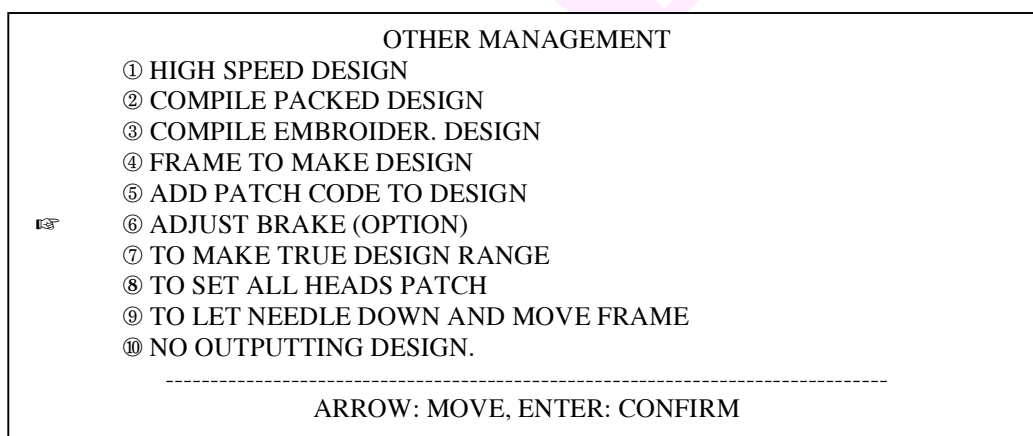 OTHER MANAGEMENT
① HIGH SPEED DESIGN
② COMPILE PACKED DESIGN
③ COMPILE EMBROIDER. DESIGN
④ FRAME TO MAKE DESIGN
⑤ ADD PATCH CODE TO DESIGN
☞ ⑥ ADJUST BRAKE (OPTION)
⑦ TO MAKE TRUE DESIGN RANGE
⑧ TO SET ALL HEADS PATCH
⑨ TO LET NEEDLE DOWN AND MOVE FRAME
⑩ NO OUTPUTTING DESIGN.
ARROW: MOVE, ENTER: CONFIRM